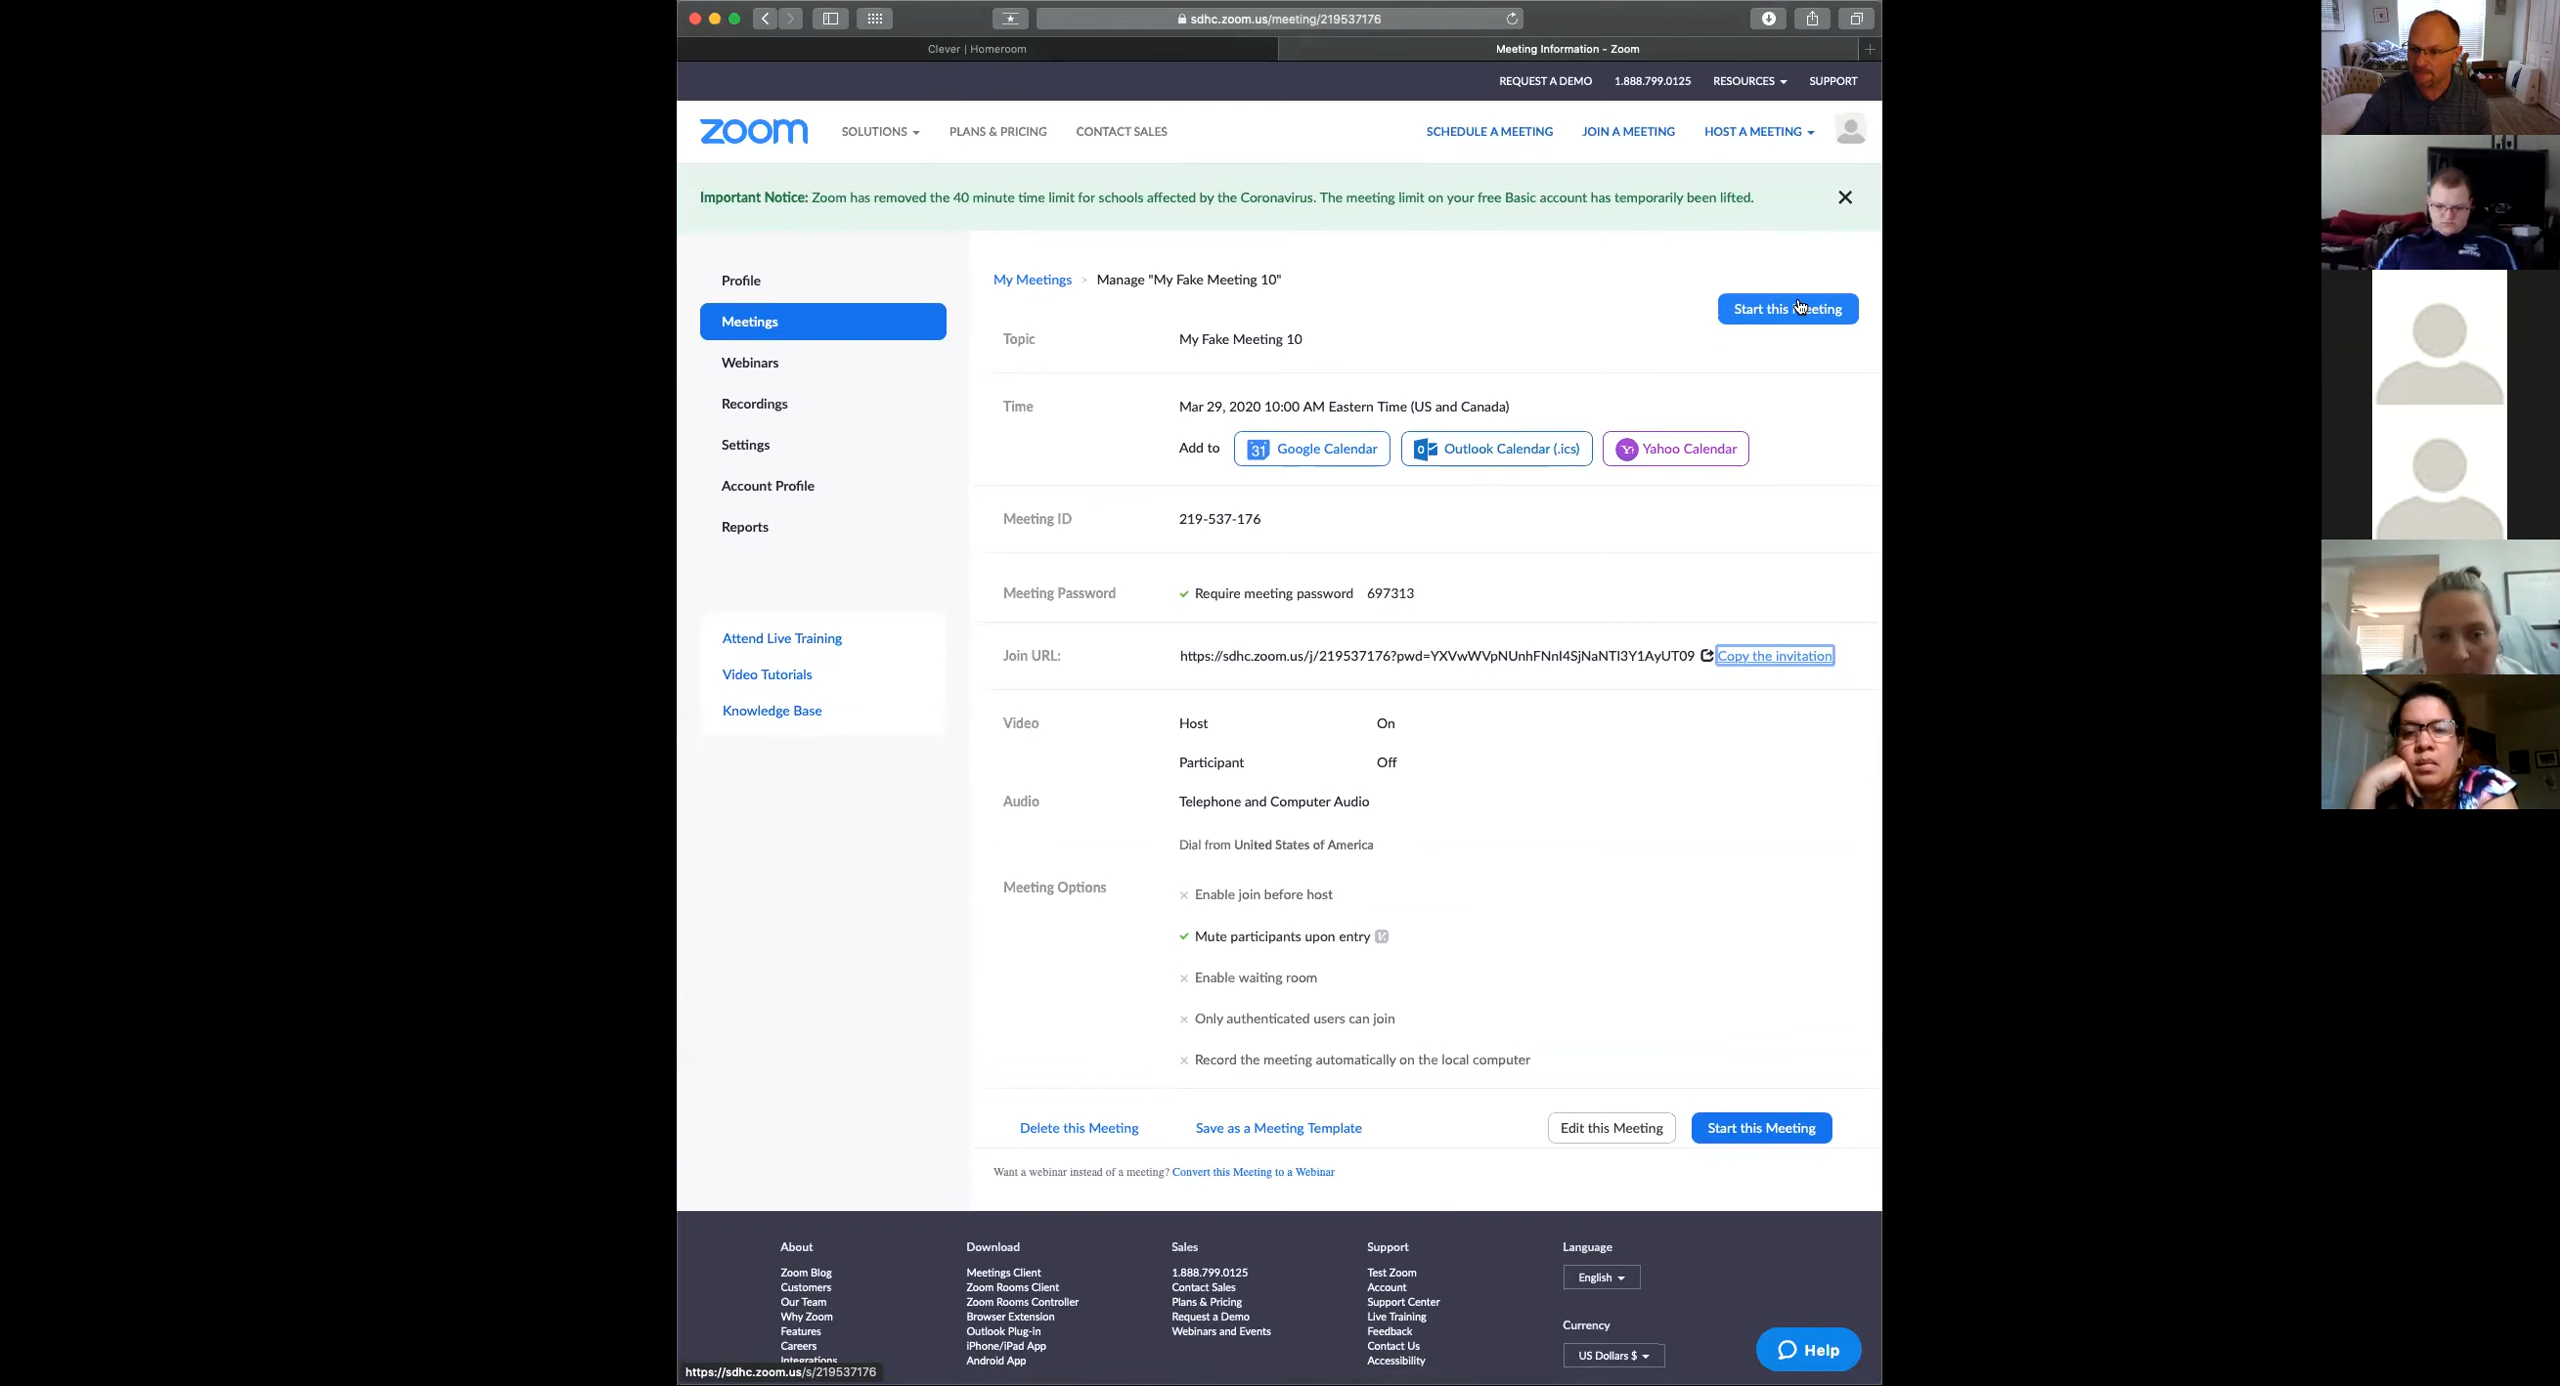 sdhc.zoom.us/meeting/219537176
Clever | Homeroom
Meeting Information - Zoom
REQUEST A DEMO 1.888.799.0125 RESOURCES SUPPORT
zoom SOLUTIONS PLANS & PRICING CONTACT SALES SCHEDULE A MEETING JOIN A MEETING HOST A MEETING
Important Notice: Zoom has removed the 40 minute time limit for schools affected by the Coronavirus. The meeting limit on your free Basic account has temporarily been lifted.
Profile
Meetings
Webinars
Recordings
Settings
Account Profile
Reports
Attend Live Training
Video Tutorials
Knowledge Base
My Meetings > Manage "My Fake Meeting 10"
Start this Meeting
Topic My Fake Meeting 10
Time Mar 29, 2020 10:00 AM Eastern Time (US and Canada)
Add to 31 Google Calendar Outlook Calendar (.ics) Yahoo Calendar
Meeting ID 219-537-176
Meeting Password Require meeting password 697313
Join URL: https://sdhc.zoom.us/j/219537176?pwd=YXVwWVpNUnhFNnI4SjNaNTI3Y1AyUT09 Copy the invitation
Video Host On
Participant Off
Audio Telephone and Computer Audio
Dial from United States of America
Meeting Options
Enable join before host
Mute participants upon entry
Enable waiting room
Only authenticated users can join
Record the meeting automatically on the local computer
Delete this Meeting Save as a Meeting Template Edit this Meeting Start this Meeting
Want a webinar instead of a meeting? Convert this Meeting to a Webinar
About
Zoom Blog
Customers
Our Team
Why Zoom
Features
Careers
Integrations
Download
Meetings Client
Zoom Rooms Client
Zoom Rooms Controller
Browser Extension
Outlook Plug-in
iPhone/iPad App
Android App
Sales
1.888.799.0125
Contact Sales
Plans & Pricing
Request a Demo
Webinars and Events
Support
Test Zoom
Account
Support Center
Live Training
Feedback
Contact Us
Accessibility
Language
English
Currency
US Dollars $
Help
https://sdhc.zoom.us/s/219537176